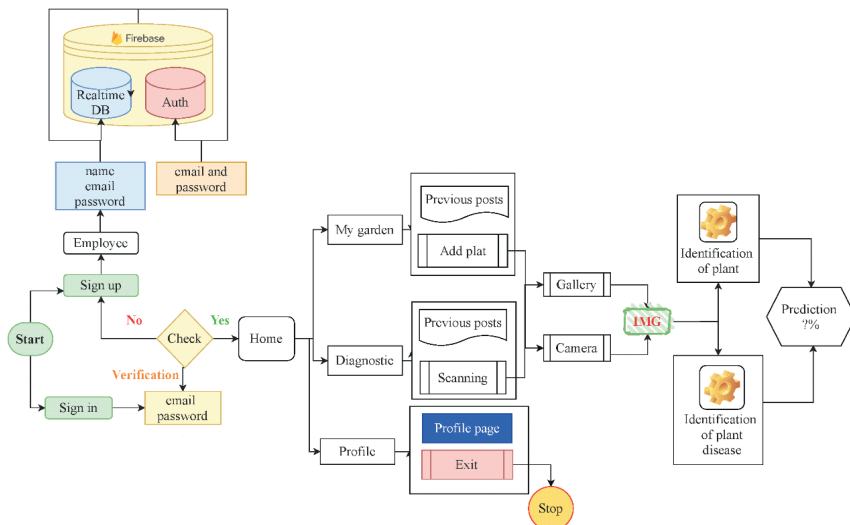 Firebase
Realtime
DB
Auth
name
email
password
email and
password
Employee
Sign up
Start
No
Check
Yes
Verification
Sign in
email
password
Home
My garden
Previous posts
Add plat
Diagnostic
Previous posts
Scanning
Profile
Profile page
Exit
Stop
Gallery
Camera
IMG
Identification
of plant
Identification
of plant
disease
Prediction
?%